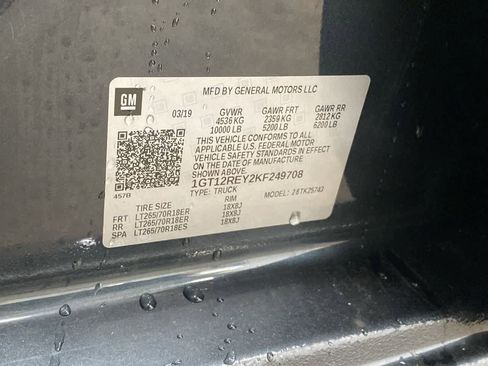 GM
MFD BY GENERAL MOTORS LLC
03/19 GVWR GAWR FRT GAWR RR
4536 KG 2359 KG 2812 KG
10000 LB 5200 LB 6200 LB
THIS VEHICLE CONFORMS TO ALL
APPLICABLE U.S. FEDERAL MOTOR
VEHICLE SAFETY STANDARDS IN EFFECT
ON THE DATE OF MANUFACTURE
SHOWN ABOVE.
1GT12REY2KF249708
457B
TYPE: TRUCK MODEL: 2 8TK25743
TIRE SIZE RIM
FRT LT265/70R18ER 18X8J
RR LT265/70R18ER 18X8J
SPA LT265/70R18ES 18X8J